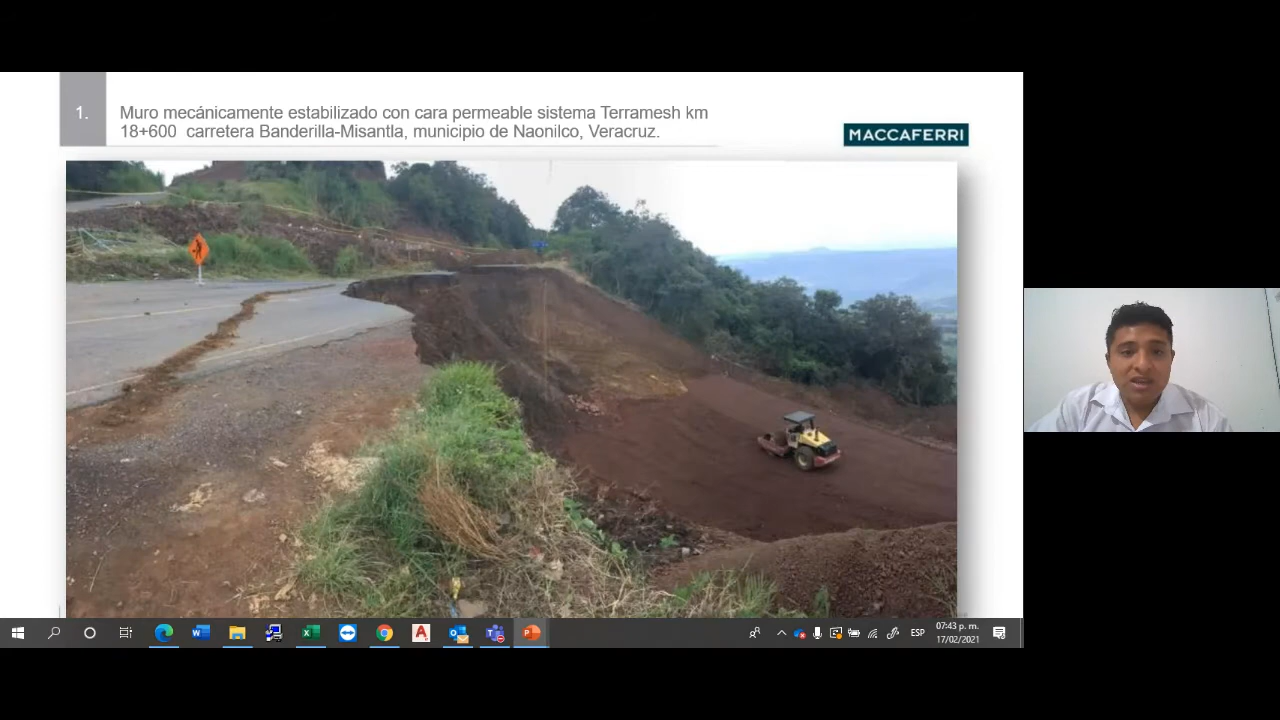 1.
Muro mecánicamente estabilizado con cara permeable sistema Terramesh km
18+600 carretera Banderilla-Misantla, municipio de Naonilco, Veracruz.
MACCAFERRI
ESP
07:43 p. m.
17/02/2021